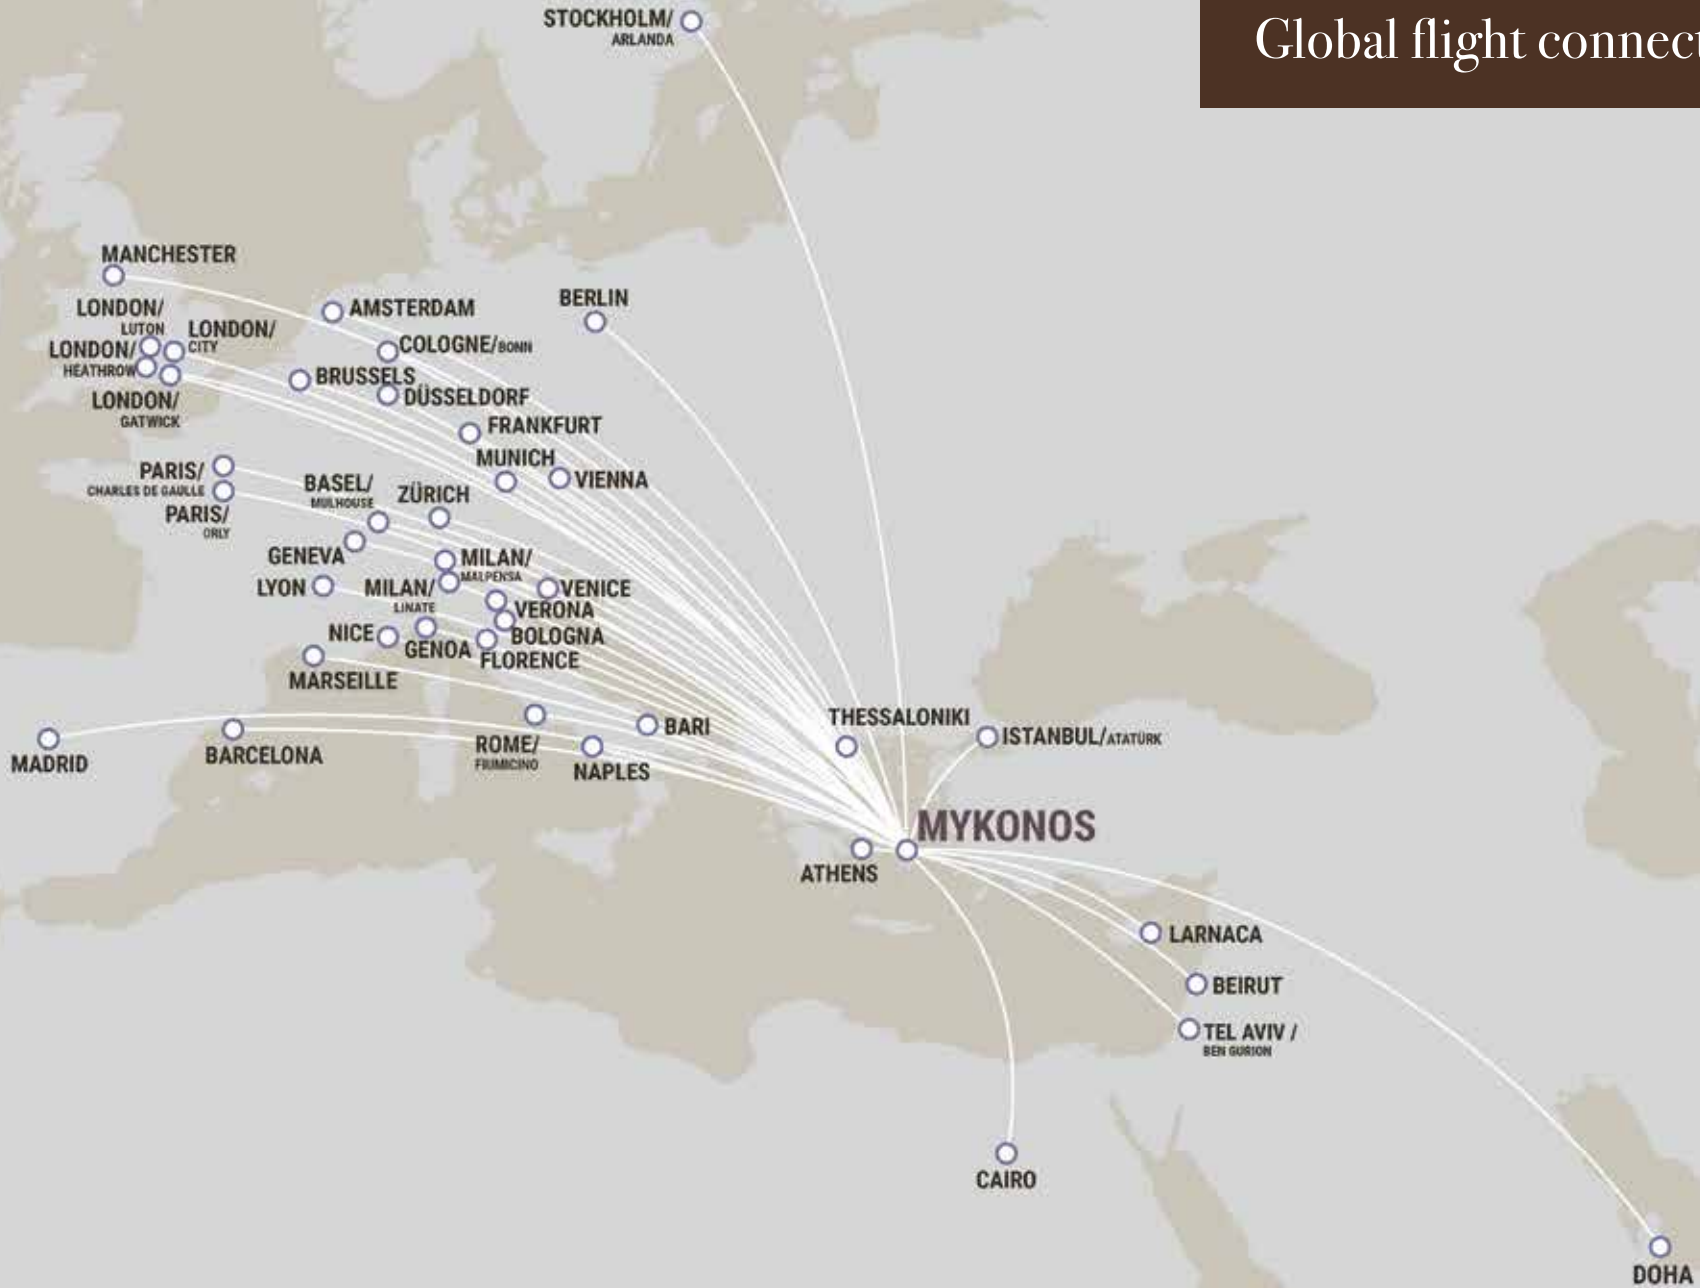 STOCKHOLM/
ARLANDA
Global flight connect
MANCHESTER
LONDON/
LUTON
LONDON/
CITY
LONDON/
HEATHROW
LONDON/
GATWICK
AMSTERDAM
BERLIN
COLOGNE/BONN
BRUSSELS
DÜSSELDORF
FRANKFURT
MUNICH
VIENNA
PARIS/
CHARLES DE GAULLE
PARIS/
ORLY
BASEL/
MULHOUSE
ZÜRICH
GENEVA
MILAN/
MALPENSA
LYON
MILAN/
LINATE
VENICE
VERONA
NICE
GENOA
BOLOGNA
FLORENCE
MARSEILLE
BARI
THESSALONIKI
ISTANBUL/ATATÜRK
MADRID
BARCELONA
ROME/
FIUMICINO
NAPLES
MYKONOS
ATHENS
LARNACA
BEIRUT
TEL AVIV /
BEN GURION
CAIRO
DOHA